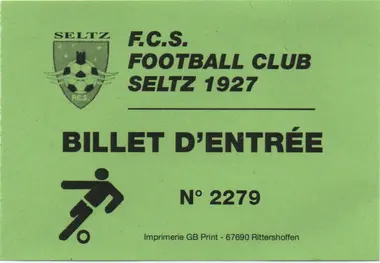 SELTZ
F.C.S.
F.C.S.
FOOTBALL CLUB
SELTZ 1927
BILLET D'ENTRÉE
N° 2279
Imprimerie GB Print - 67690 Rittershoffen